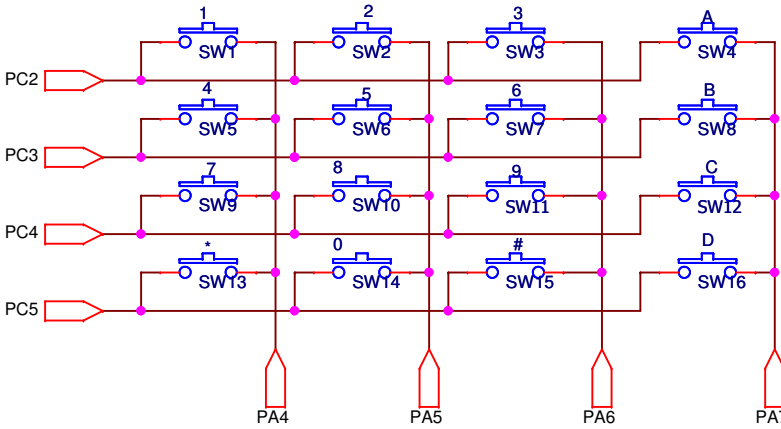 1 2 3 A
SW1 SW2 SW3 SW4
PC2
4 5 6 B
SW5 SW6 SW7 SW8
PC3
7 8 9 C
SW9 SW10 SW11 SW12
PC4
* 0 # D
SW13 SW14 SW15 SW16
PC5
PA4 PA5 PA6